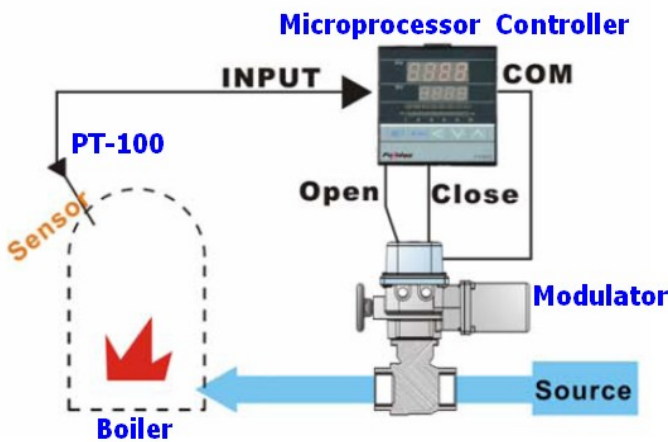 Microprocessor Controller
INPUT
COM
PT-100
Sensor
Open
Close
Modulator
Source
Boiler